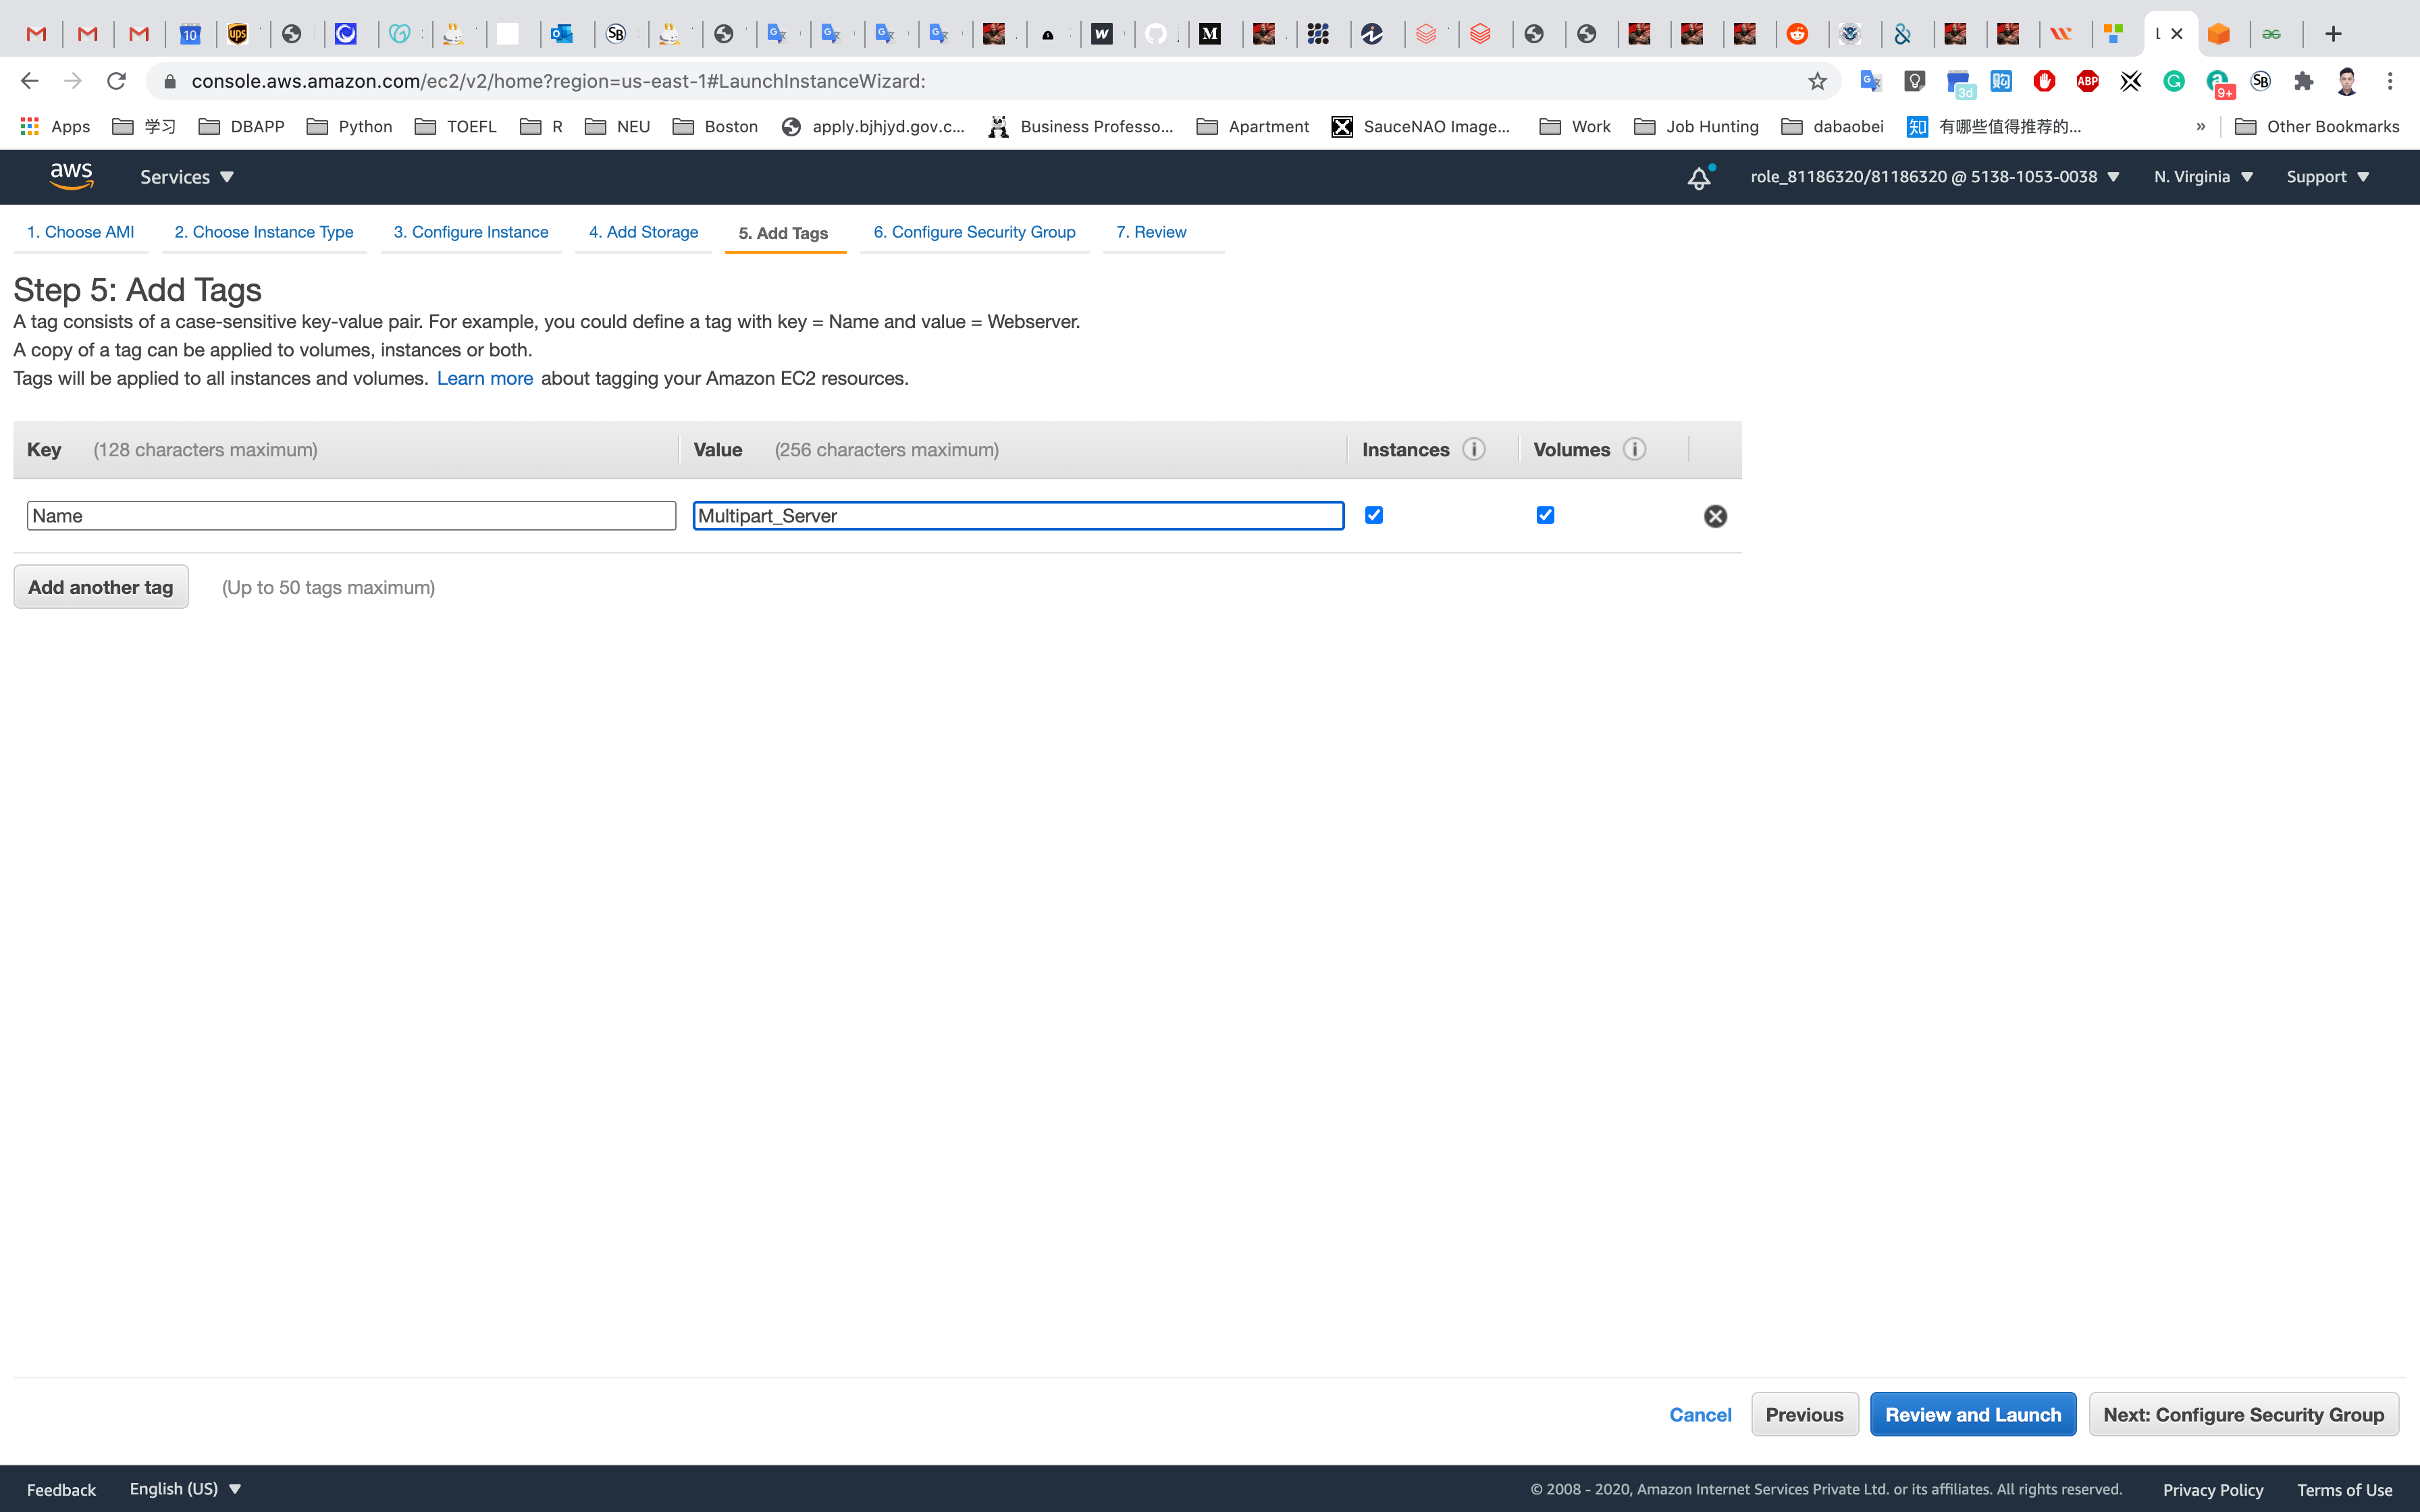 10
ups
SB
W
M
L
console.aws.amazon.com/ec2/v2/home?region=us-east-1#LaunchInstanceWizard:
3d
ABP
9+
SB
Apps
学习
DBAPP
Python
TOEFL
R
NEU
Boston
apply.bjhjyd.gov.c...
Business Professo...
Apartment
SauceNAO Image...
Work
Job Hunting
dabaobei
知
有哪些值得推荐的...
»
Other Bookmarks
aws
Services
role_81186320/81186320 @ 5138-1053-0038
N. Virginia
Support
1. Choose AMI
2. Choose Instance Type
3. Configure Instance
4. Add Storage
5. Add Tags
6. Configure Security Group
7. Review
Step 5: Add Tags
A tag consists of a case-sensitive key-value pair. For example, you could define a tag with key = Name and value = Webserver.
A copy of a tag can be applied to volumes, instances or both.
Tags will be applied to all instances and volumes. Learn more about tagging your Amazon EC2 resources.
Key (128 characters maximum)
Value (256 characters maximum)
Instances
Volumes
Name
Multipart_Server
Add another tag
(Up to 50 tags maximum)
Cancel
Previous
Review and Launch
Next: Configure Security Group
Feedback
English (US)
© 2008 - 2020, Amazon Internet Services Private Ltd. or its affiliates. All rights reserved.
Privacy Policy
Terms of Use